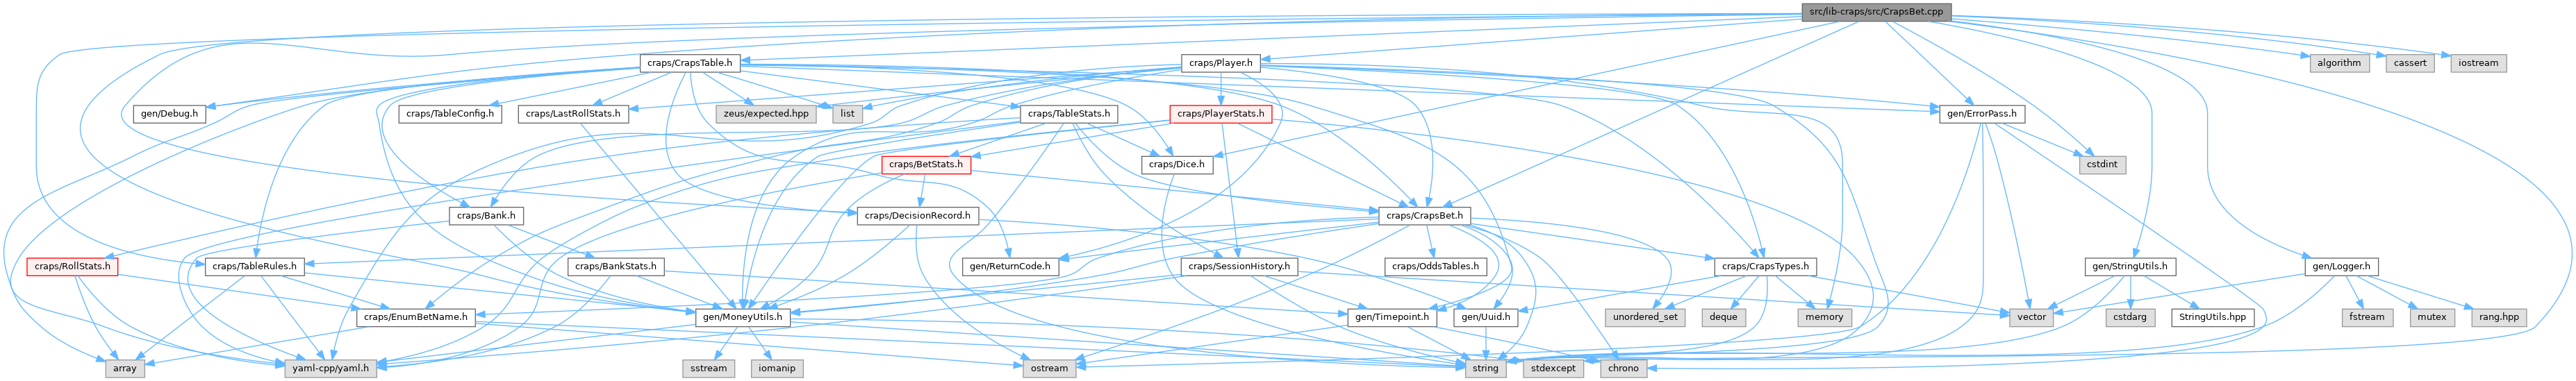 src/lib-craps/src/CrapsBet.cpp
craps/CrapsTable.h
craps/Player.h
algorithm
cassert
iostream
gen/Debug.h
craps/TableConfig.h
craps/LastRollStats.h
zeus/expected.hpp
list
craps/TableStats.h
craps/PlayerStats.h
gen/ErrorPass.h
craps/BetStats.h
craps/Dice.h
cstdint
craps/Bank.h
craps/DecisionRecord.h
craps/CrapsBet.h
craps/RollStats.h
craps/TableRules.h
craps/BankStats.h
gen/ReturnCode.h
craps/SessionHistory.h
craps/OddsTables.h
craps/CrapsTypes.h
gen/StringUtils.h
gen/Logger.h
craps/EnumBetName.h
gen/MoneyUtils.h
gen/Timepoint.h
gen/Uuid.h
unordered_set
deque
memory
vector
cstdarg
StringUtils.hpp
fstream
mutex
rang.hpp
array
yaml-cpp/yaml.h
sstream
iomanip
ostream
string
stdexcept
chrono